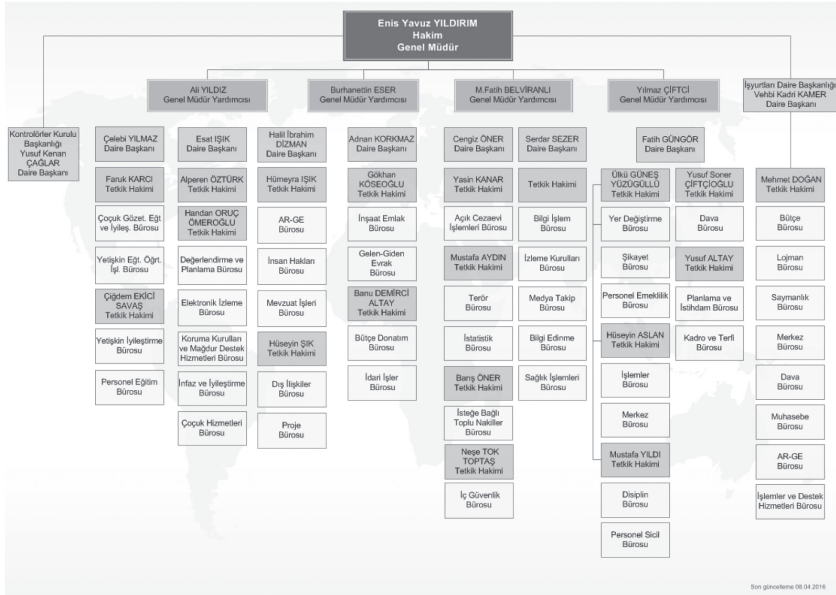 Enis Yavuz YILDIRIM
Hakim
Genel Müdür
Ali YILDIZ
Genel Müdür Yardımcısı
Burhanettin ESER
Genel Müdür Yardımcısı
M.Fatih BELVİRANLI
Genel Müdür Yardımcısı
Yılmaz ÇİFTCİ
Genel Müdür Yardımcısı
İşyurtları Daire Başkanlığı
Vehbi Kadri KAMER
Daire Başkanı
Kontrolörler Kurulu
Başkanlığı
Yusuf Kenan
ÇAĞLAR
Daire Başkanı
Çelebi YILMAZ
Daire Başkanı
Faruk KARCI
Tetkik Hakimi
Çoçuk Gözet. Eğt
ve İyileş. Bürosu
Yetişkin Eğt. Öğrt.
İşl. Bürosu
Çiğdem EKİCİ
SAVAŞ
Tetkik Hakimi
Yetişkin İyileştirme
Bürosu
Personel Eğitim
Bürosu
Esat IŞIK
Daire Başkanı
Alperen ÖZTÜRK
Tetkik Hakimi
Handan ORUÇ
ÖMEROĞLU
Tetkik Hakimi
Değerlendirme ve
Planlama Bürosu
Elektronik İzleme
Bürosu
Koruma Kurulları
ve Mağdur Destek
Hizmetleri Bürosu
İnfaz ve İyileştirme
Bürosu
Çoçuk Hizmetleri
Bürosu
Halil İbrahim
DİZMAN
Daire Başkanı
Hümeyra IŞIK
Tetkik Hakimi
AR-GE
Bürosu
İnsan Hakları
Bürosu
Mevzuat İşleri
Bürosu
Hüseyin ŞIK
Tetkik Hakimi
Dış İlişkiler
Bürosu
Proje
Bürosu
Adnan KORKMAZ
Daire Başkanı
Gökhan
KÖSEOĞLU
Tetkik Hakimi
İnşaat Emlak
Bürosu
Gelen-Giden
Evrak
Bürosu
Banu DEMİRCİ
ALTAY
Tetkik Hakimi
Bütçe Donatım
Bürosu
İdari İşler
Bürosu
Cengiz ÖNER
Daire Başkanı
Yasin KANAR
Tetkik Hakimi
Açık Cezaevi
İşlemleri Bürosu
Mustafa AYDIN
Tetkik Hakimi
Terör
Bürosu
İstatistik
Bürosu
Barış ÖNER
Tetkik Hakimi
İsteğe Bağlı
Toplu Nakiller
Bürosu
Neşe TOK
TOPTAŞ
Tetkik Hakimi
İç Güvenlik
Bürosu
Serdar SEZER
Daire Başkanı
Tetkik Hakimi
Bilgi İşlem
Bürosu
İzleme Kurulları
Bürosu
Medya Takip
Bürosu
Bilgi Edinme
Bürosu
Sağlık İşlemleri
Bürosu
Fatih GÜNGÖR
Daire Başkanı
Ülkü GÜNEŞ
YÜZÜGÜLLÜ
Tetkik Hakimi
Yer Değiştirme
Bürosu
Şikayet
Bürosu
Personel Emeklilik
Bürosu
Hüseyin ASLAN
Tetkik Hakimi
İşlemler
Bürosu
Merkez
Bürosu
Mustafa YILDI
Tetkik Hakimi
Disiplin
Bürosu
Personel Sicil
Bürosu
Yusuf Soner
ÇİFTÇİOĞLU
Tetkik Hakimi
Dava
Bürosu
Yusuf ALTAY
Tetkik Hakimi
Planlama ve
İstihdam Bürosu
Kadro ve Terfi
Bürosu
Mehmet DOĞAN
Tetkik Hakimi
Bütçe
Bürosu
Lojman
Bürosu
Saymanlık
Bürosu
Merkez
Bürosu
Dava
Bürosu
Muhasebe
Bürosu
AR-GE
Bürosu
İşlemler ve Destek
Hizmetleri Bürosu
Son güncelleme 08.04.2016